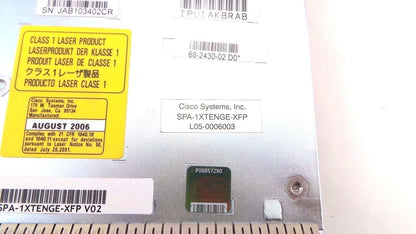 SN JAB103402CR
IPUIAKBRAB
CLASS 1 LASER PRODUCT
LASERPRODUKT DER KLASSE 1
PRODUIT LASER DE CLASSE 1
クラス1レーザ製品
PRODUCTO LASER CLASE 1
68-2430-02 D0
Cisco Systems, Inc.
170 W. Tasman Drive
San Jose, CA 95134
Manufactured:
AUGUST 2006
Complies with 21 CFR 1040.10
and 1040.11 except for deviations
pursuant to Laser Notice No. 50,
dated July 26,2001.
Cisco Systems, Inc.
SPA-1XTENGE-XFP
L05-0006003
P06857290
SPA-1XTENGE-XFP V02